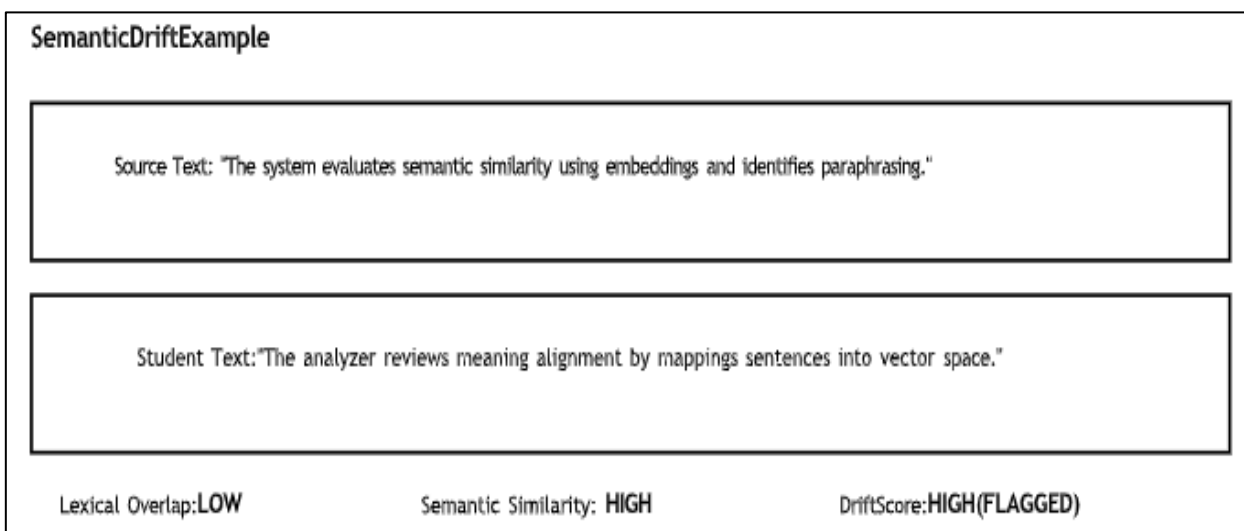 SemanticDriftExample
Source Text: "The system evaluates semantic similarity using embeddings and identifies paraphrasing."
Student Text:"The analyzer reviews meaning alignment by mappings sentences into vector space."
Lexical Overlap:LOW Semantic Similarity: HIGH DriftScore:HIGH(FLAGGED)